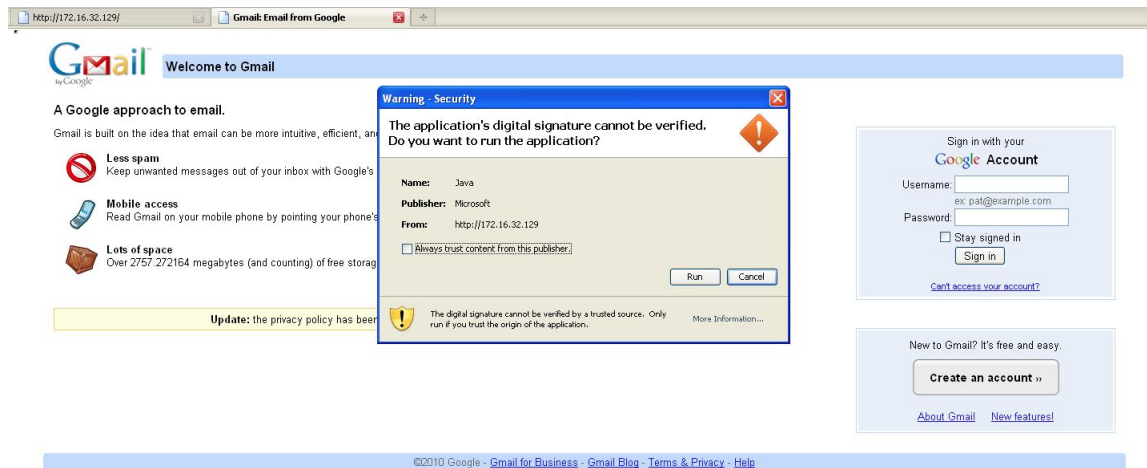 http://172.16.32.129/
Gmail: Email from Google
Gmail
by Google
Welcome to Gmail
A Google approach to email.
Gmail is built on the idea that email can be more intuitive, efficient, an
Less spam
Keep unwanted messages out of your inbox with Google's
Mobile access
Read Gmail on your mobile phone by pointing your phone's
Lots of space
Over 2757.272164 megabytes (and counting) of free storag
Update: the privacy policy has been
Warning - Security
The application's digital signature cannot be verified.
Do you want to run the application?
Name: Java
Publisher: Microsoft
From: http://172.16.32.129
Always trust content from this publisher.
Run Cancel
The digital signature cannot be verified by a trusted source. Only
run if you trust the origin of the application.
More Information...
Sign in with your
Google Account
Username:
ex: pat@example.com
Password:
Stay signed in
Sign in
Can't access your account?
New to Gmail? It's free and easy.
Create an account ››
About Gmail New features!
©2010 Google - Gmail for Business - Gmail Blog - Terms & Privacy - Help